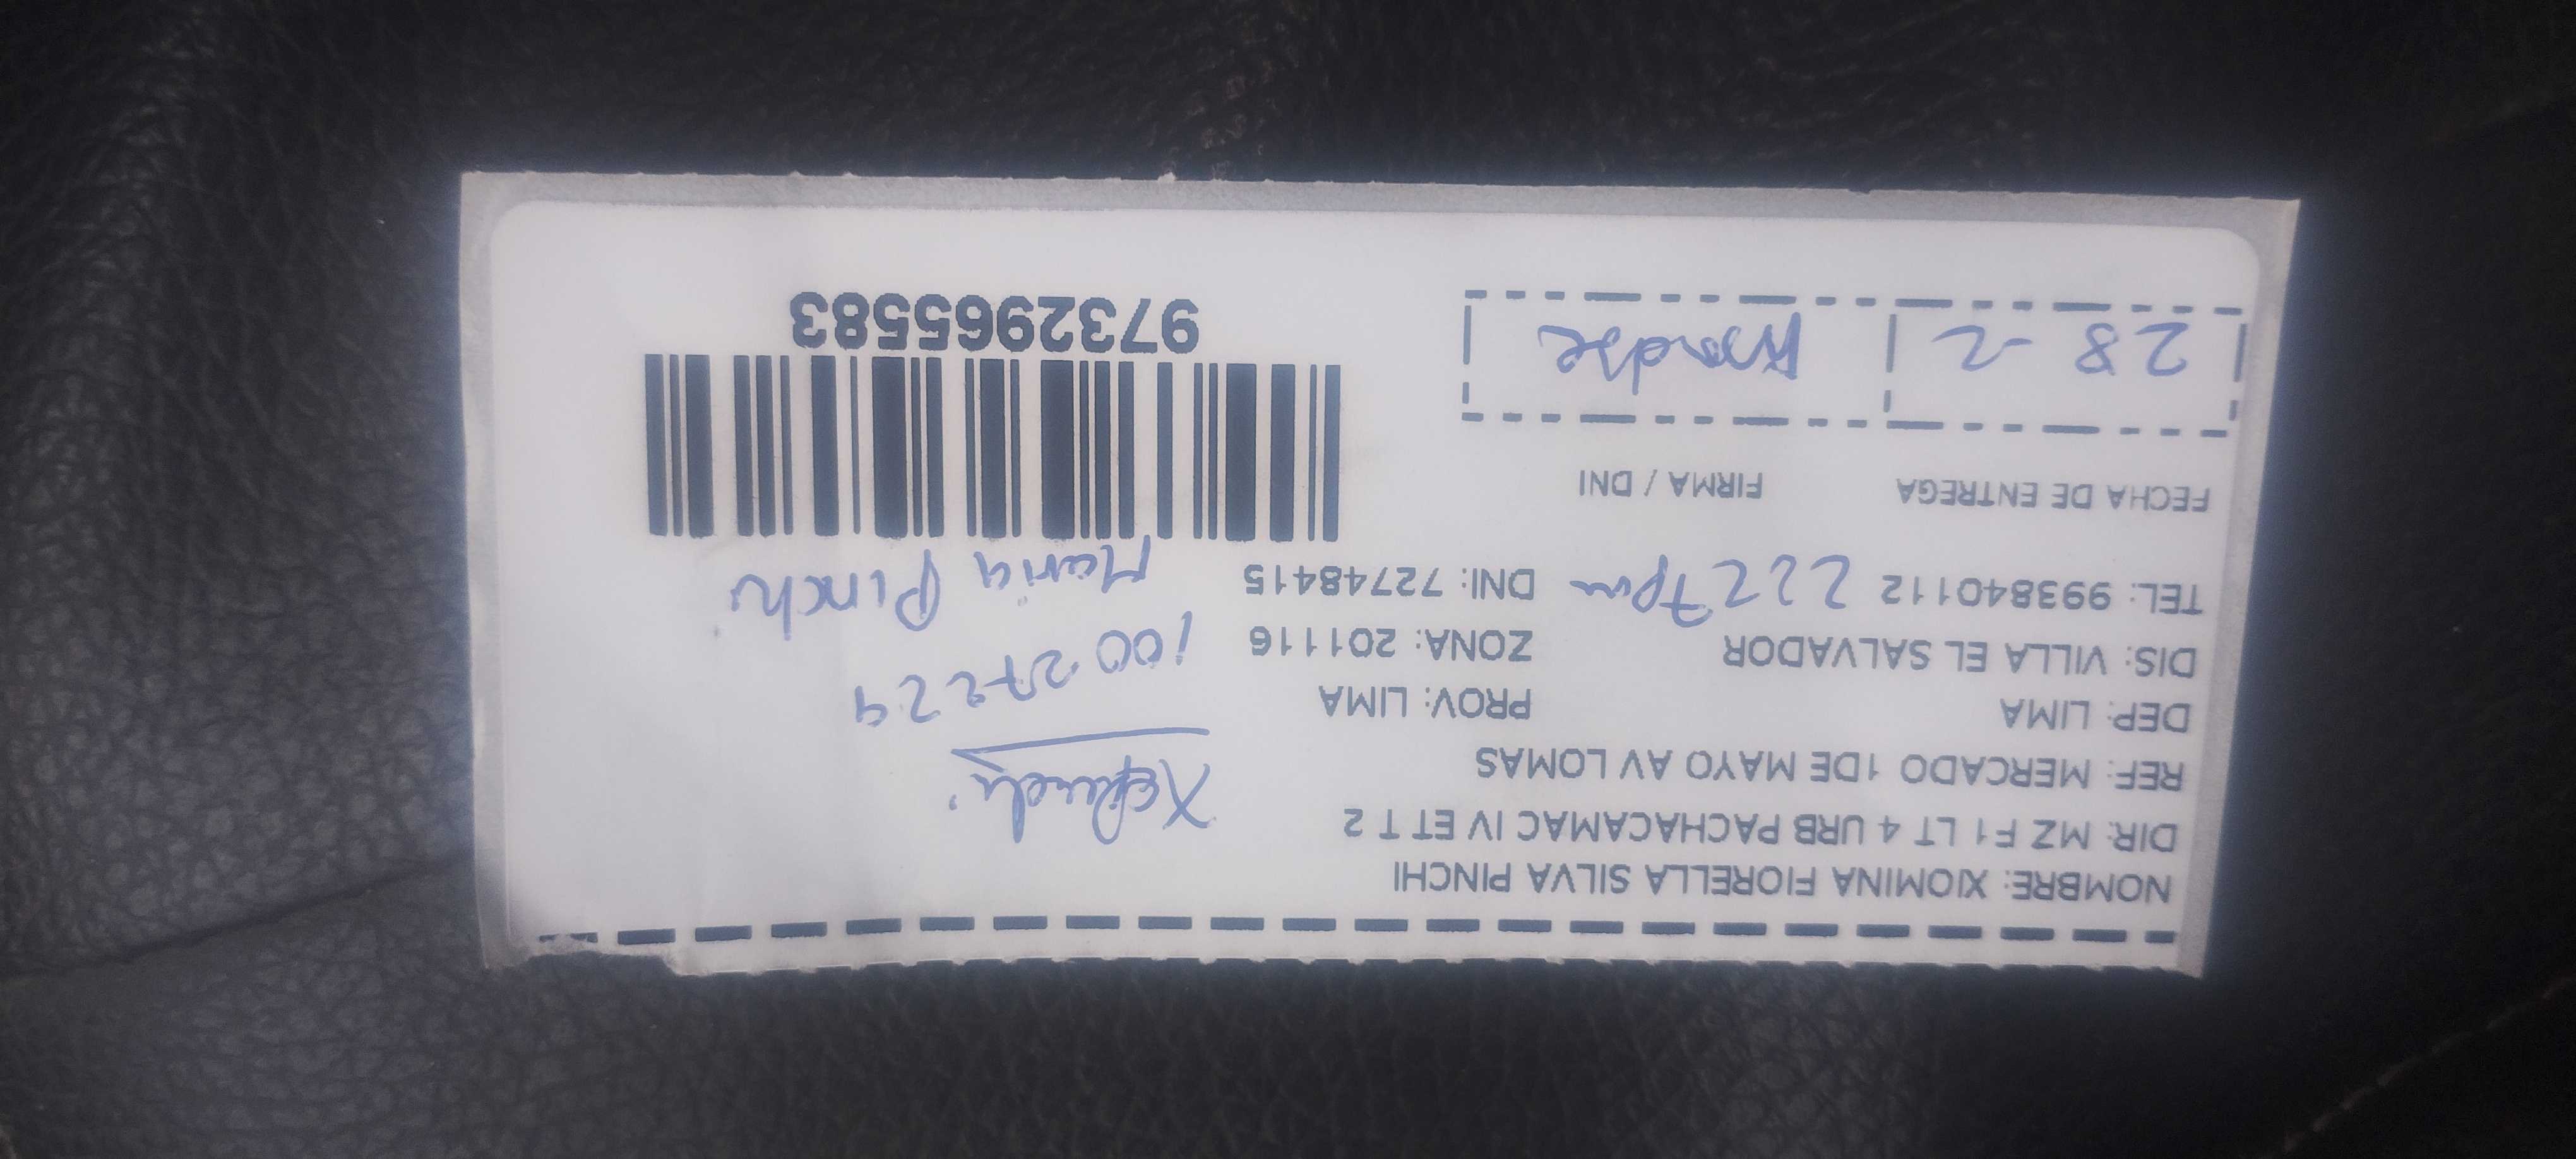 NOMBRE: XIOMINA FIORELLA SILVA PINCHI
DIR: MZ F1 LT 4 URB PACHACAMAC IV ET T 2
REF: MERCADO 1DE MAYO AV LOMAS
DEP: LIMA PROV: LIMA
DIS: VILLA EL SALVADOR ZONA: 201116
TEL: 993840112 DNI: 72748415
Maria Pinchi
FECHA DE ENTREGA FIRMA / DNI
28 - 2
9732965583